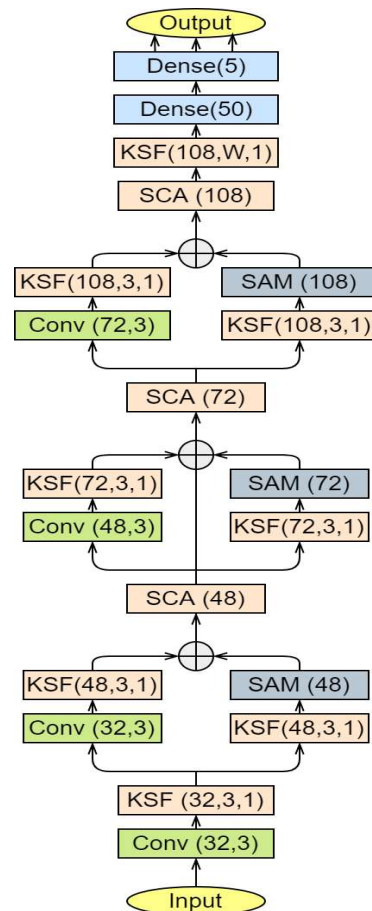 Output
Dense(5)
Dense(50)
KSF(108,W,1)
SCA (108)
KSF(108,3,1)
SAM (108)
Conv (72,3)
KSF(108,3,1)
SCA (72)
KSF(72,3,1)
SAM (72)
Conv (48,3)
KSF(72,3,1)
SCA (48)
KSF(48,3,1)
SAM (48)
Conv (32,3)
KSF(48,3,1)
KSF (32,3,1)
Conv (32,3)
Input